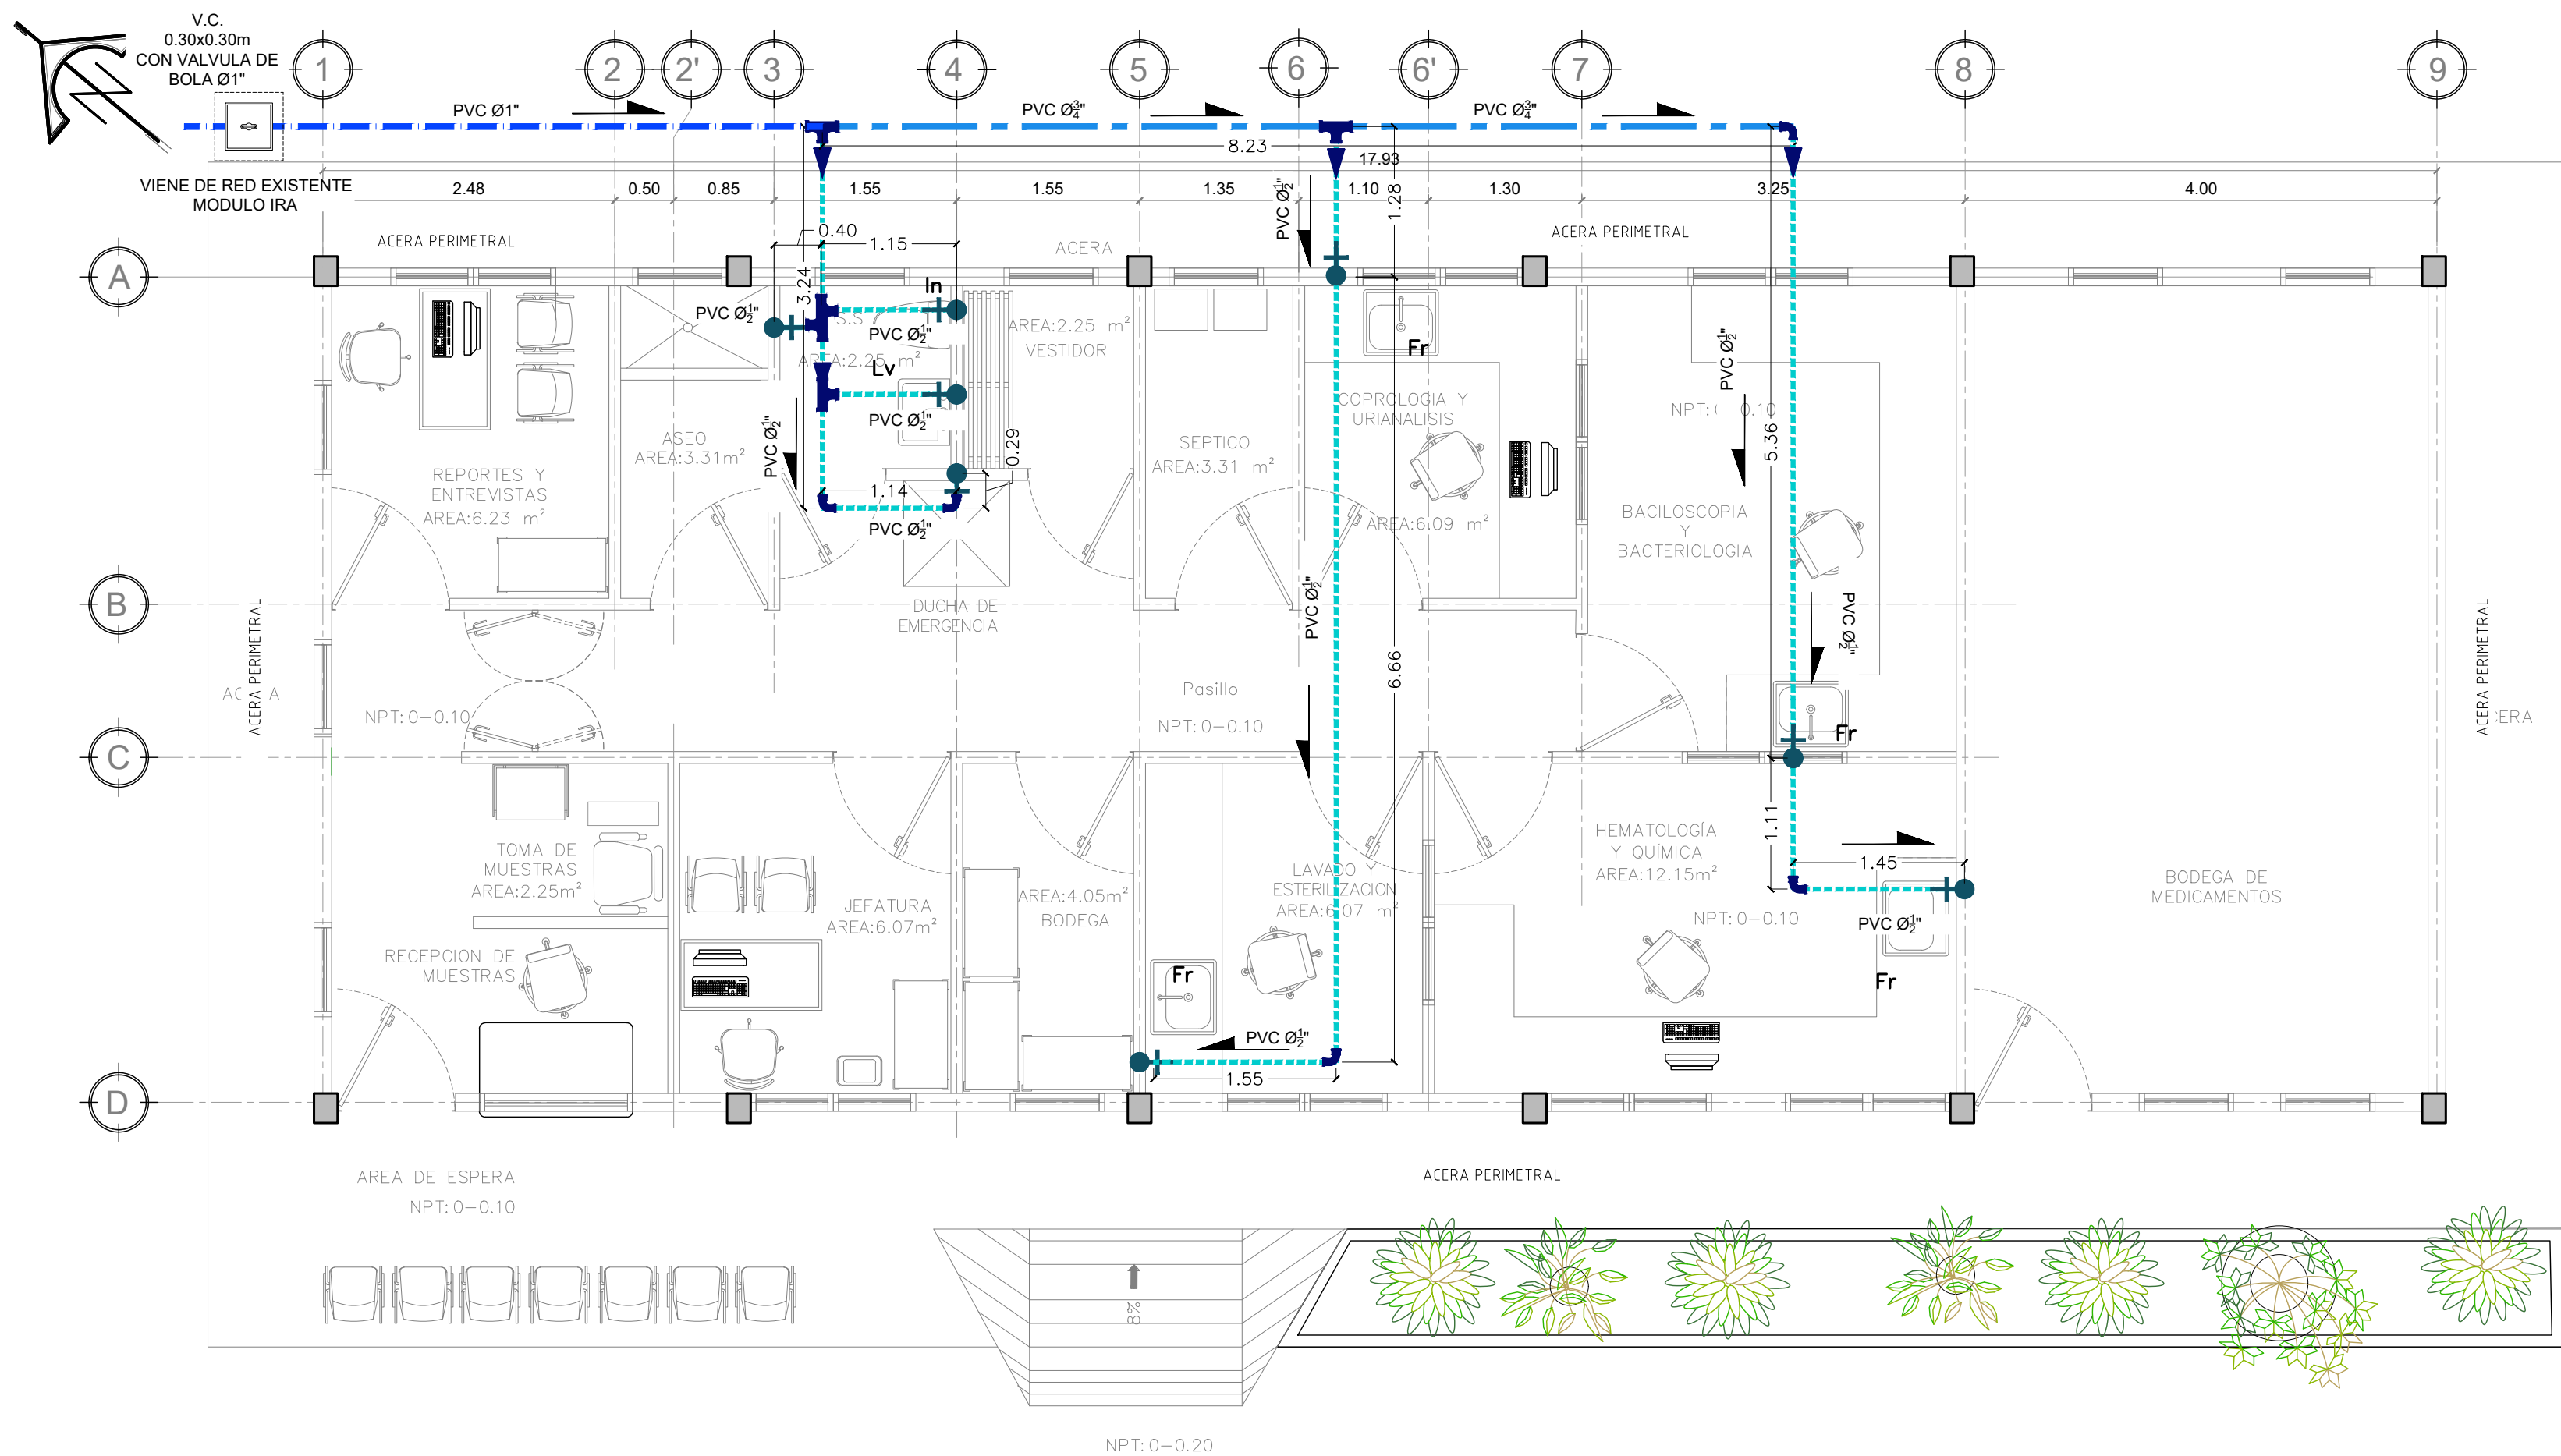 V.C.
0.30x0.30m
CON VALVULA DE
BOLA Ø1"
1
2
2'
3
4
5
6
6'
7
8
9
PVC Ø1"
PVC Ø3/4"
PVC Ø3/4"
8.23
17.93
VIENE DE RED EXISTENTE
MODULO IRA
2.48
0.50
0.85
1.55
1.55
1.35
1.10
1.30
3.25
4.00
1.28
PVC Ø1/2"
ACERA PERIMETRAL
0.40
1.15
ACERA
ACERA PERIMETRAL
A
3.24
In
PVC Ø1/2"
S.S
PVC Ø1/2"
AREA:2.25 m²
AREA:2.25 m²
VESTIDOR
Lv
PVC Ø1/2"
Fr
PVC Ø1/2"
COPROLOGIA Y
URIANALISIS
NPT: 0.10
PVC Ø1/2"
0.29
5.36
ASEO
AREA:3.31m²
SEPTICO
AREA:3.31 m²
REPORTES Y
ENTREVISTAS
AREA:6.23 m²
1.14
PVC Ø1/2"
AREA:6.09 m²
BACILOSCOPIA
Y
BACTERIOLOGIA
B
DUCHA DE
EMERGENCIA
PVC Ø1/2"
PVC Ø1/2"
6.66
ACERA PERIMETRAL
ACERA PERIMETRAL
Pasillo
NPT:0-0.10
NPT:0-0.10
Fr
C
1.11
TOMA DE
MUESTRAS
AREA:2.25m²
HEMATOLOGÍA
Y QUÍMICA
AREA:12.15m²
1.45
LAVADO Y
ESTERILIZACION
AREA:6.07 m²
JEFATURA
AREA:6.07m²
AREA:4.05m²
BODEGA
NPT:0-0.10
PVC Ø1/2"
BODEGA DE
MEDICAMENTOS
RECEPCION DE
MUESTRAS
Fr
Fr
PVC Ø1/2"
1.55
D
AREA DE ESPERA
NPT:0-0.10
ACERA PERIMETRAL
8%
NPT:0-0.20